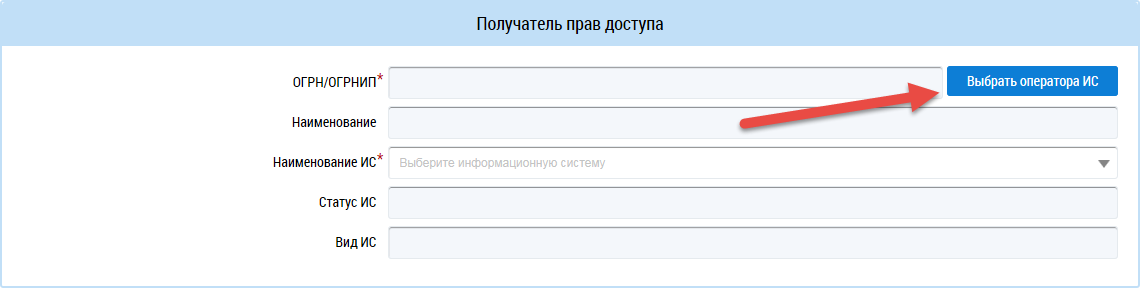 Получатель прав доступа
ОГРН/ОГРНИП* Выбрать оператора ИС
Наименование
Наименование ИС* Выберите информационную систему
Статус ИС
Вид ИС